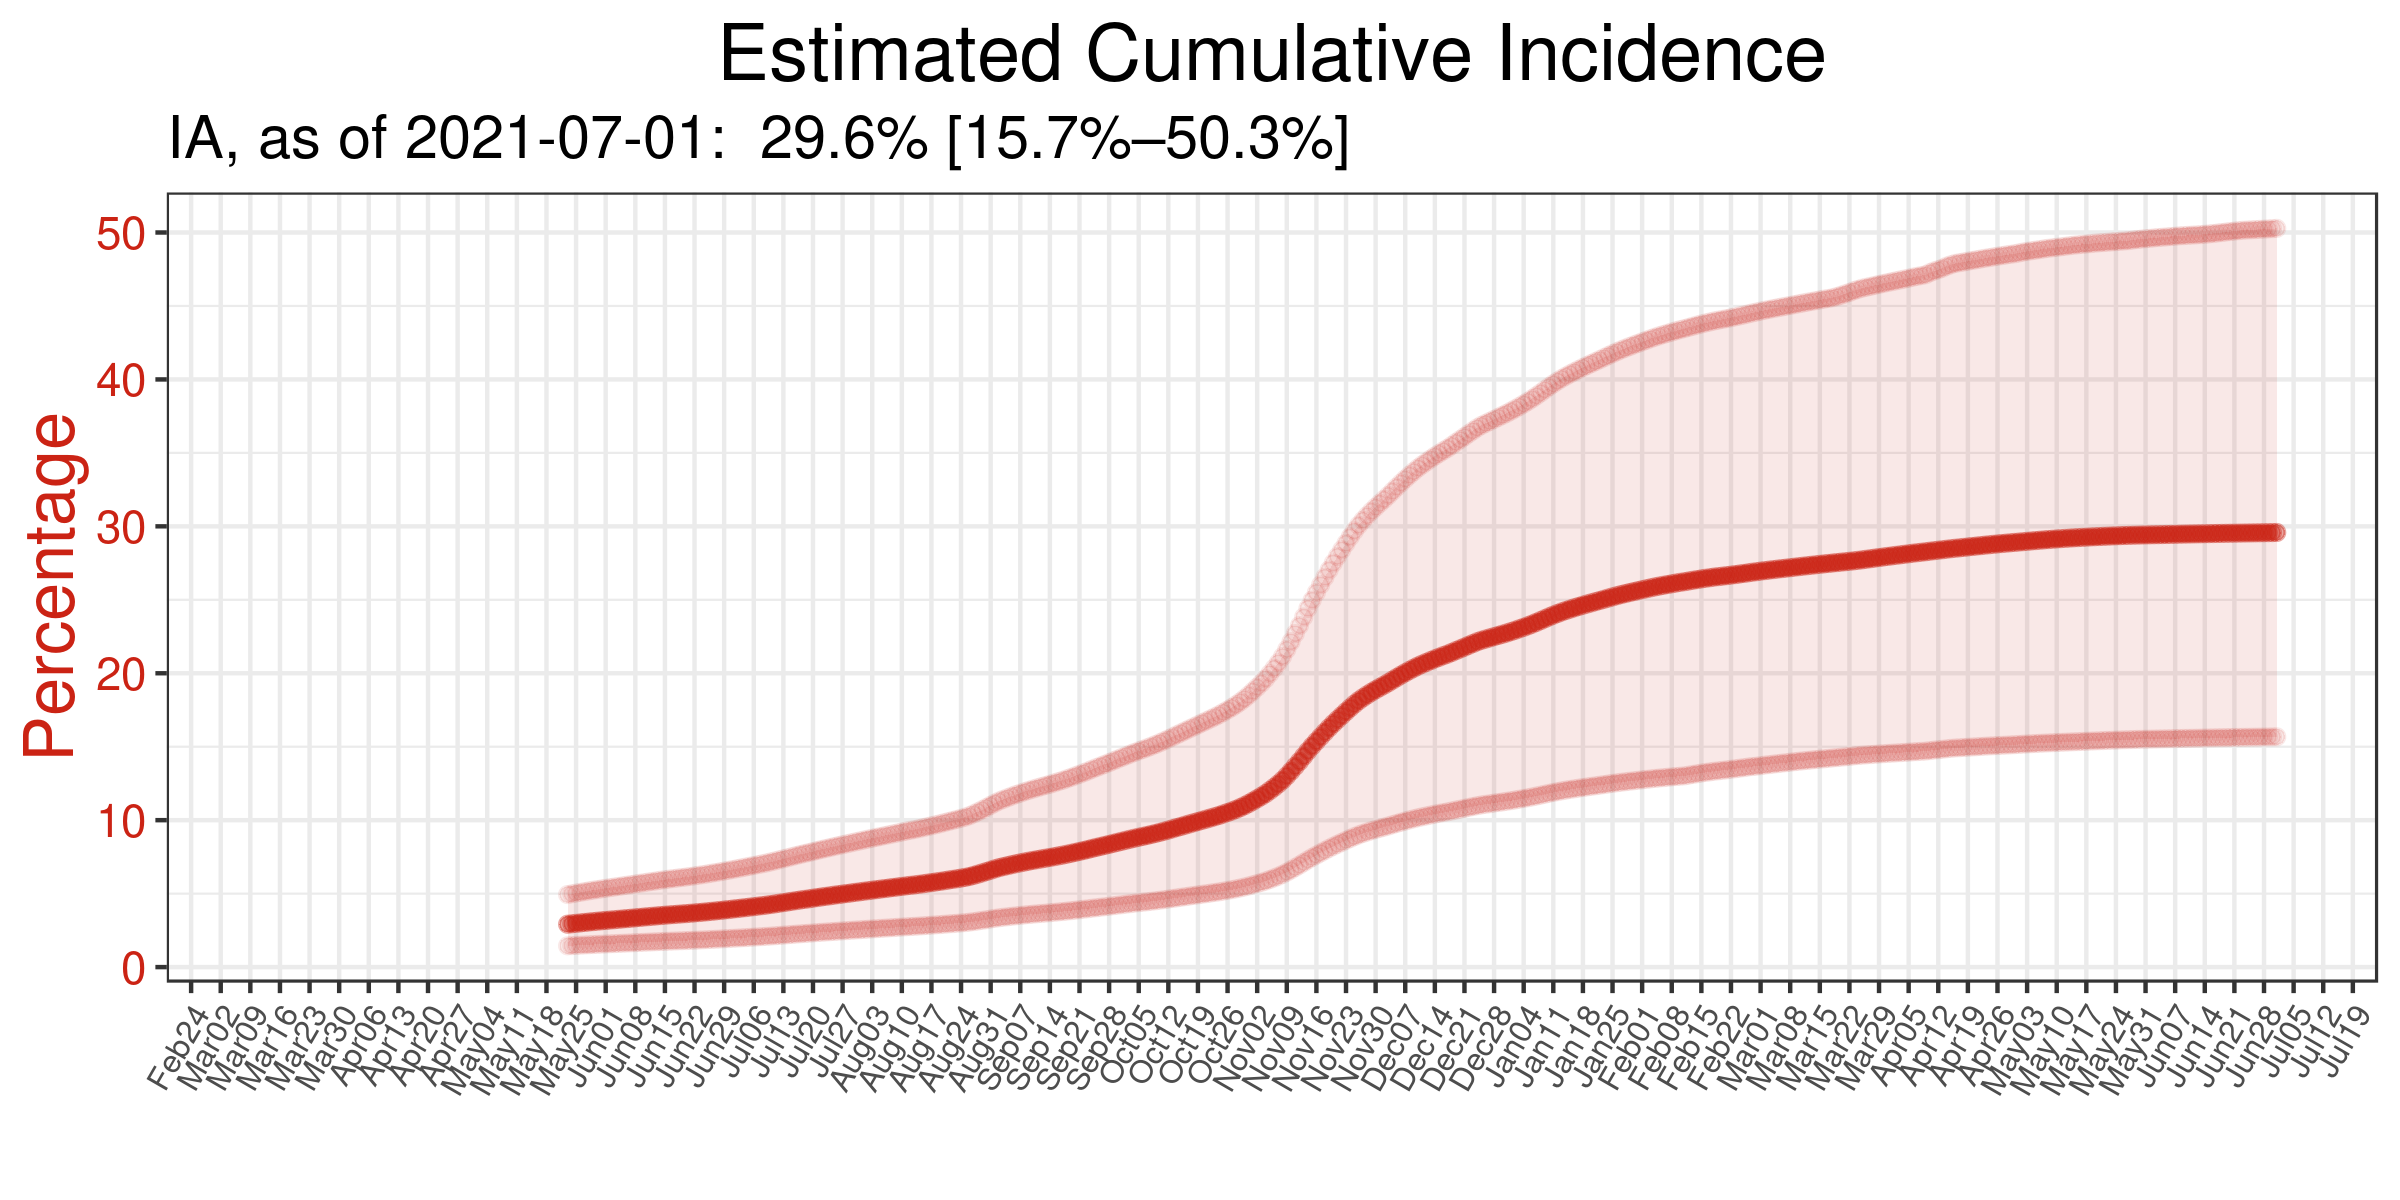 Estimated Cumulative Incidence
IA, as of 2021-07-01:  29.6% [15.7%–50.3%]
Percentage
50
40
30
20
10
0
Feb24
Mar02
Mar09
Mar16
Mar23
Mar30
Apr06
Apr13
Apr20
Apr27
May04
May11
May18
May25
Jun01
Jun08
Jun15
Jun22
Jun29
Jul06
Jul13
Jul20
Jul27
Aug03
Aug10
Aug17
Aug24
Aug31
Sep07
Sep14
Sep21
Sep28
Oct05
Oct12
Oct19
Oct26
Nov02
Nov09
Nov16
Nov23
Nov30
Dec07
Dec14
Dec21
Dec28
Jan04
Jan11
Jan18
Jan25
Feb01
Feb08
Feb15
Feb22
Mar01
Mar08
Mar15
Mar22
Mar29
Apr05
Apr12
Apr19
Apr26
May03
May10
May17
May24
May31
Jun07
Jun14
Jun21
Jun28
Jul05
Jul12
Jul19